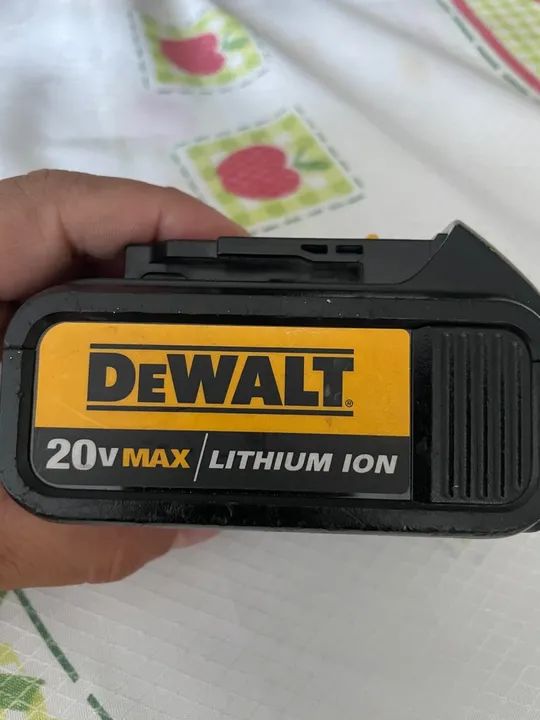 DEWALT®
20V MAX / LITHIUM ION